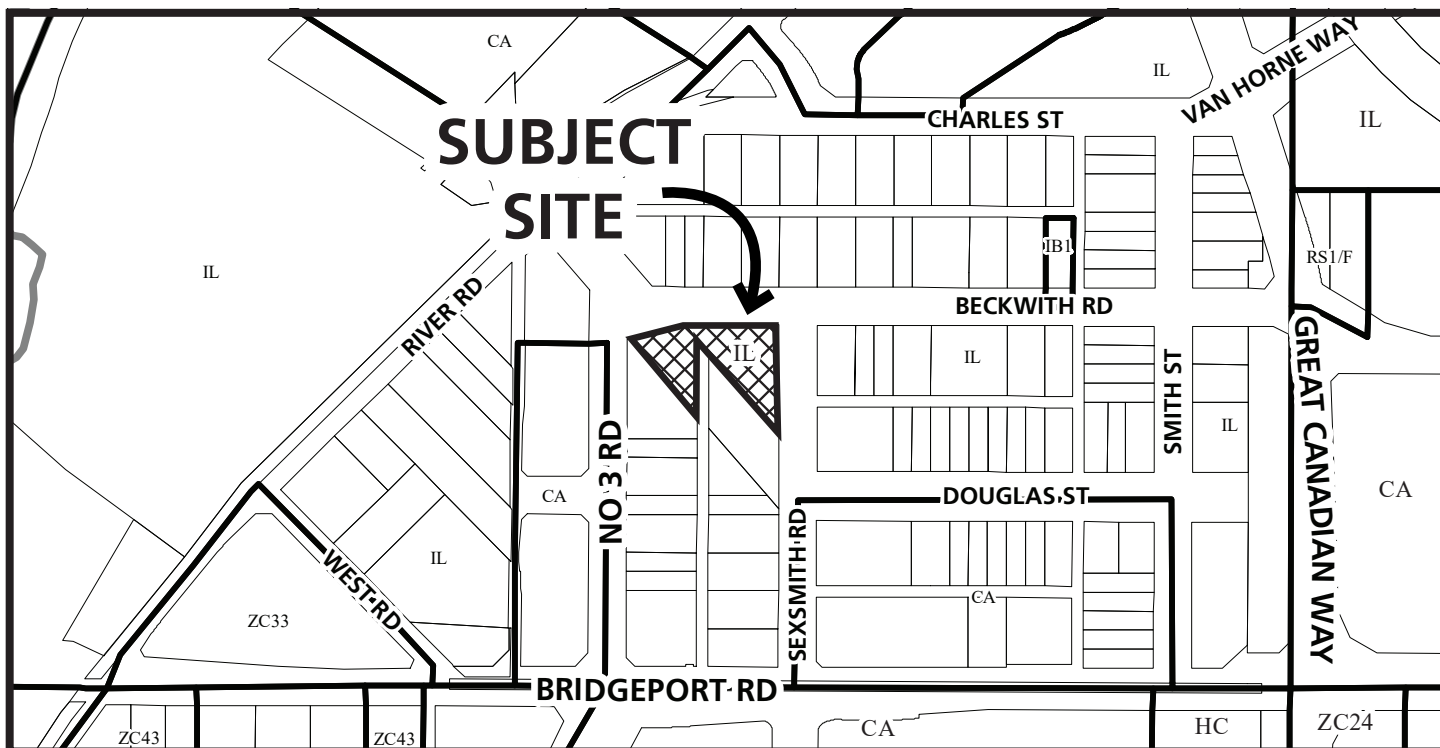 CA
IL
VAN HORNE WAY
CHARLES ST
IL
SUBJECT
SITE
IB1
RS1/F
IL
RIVER RD
BECKWITH RD
IL
IL
SMITH ST
GREAT CANADIAN WAY
IL
NO 3 RD
CA
DOUGLAS ST
CA
SEXSMITH RD
IL
WEST RD
ZC33
CA
BRIDGEPORT RD
ZC43
ZC43
CA
HC
ZC24